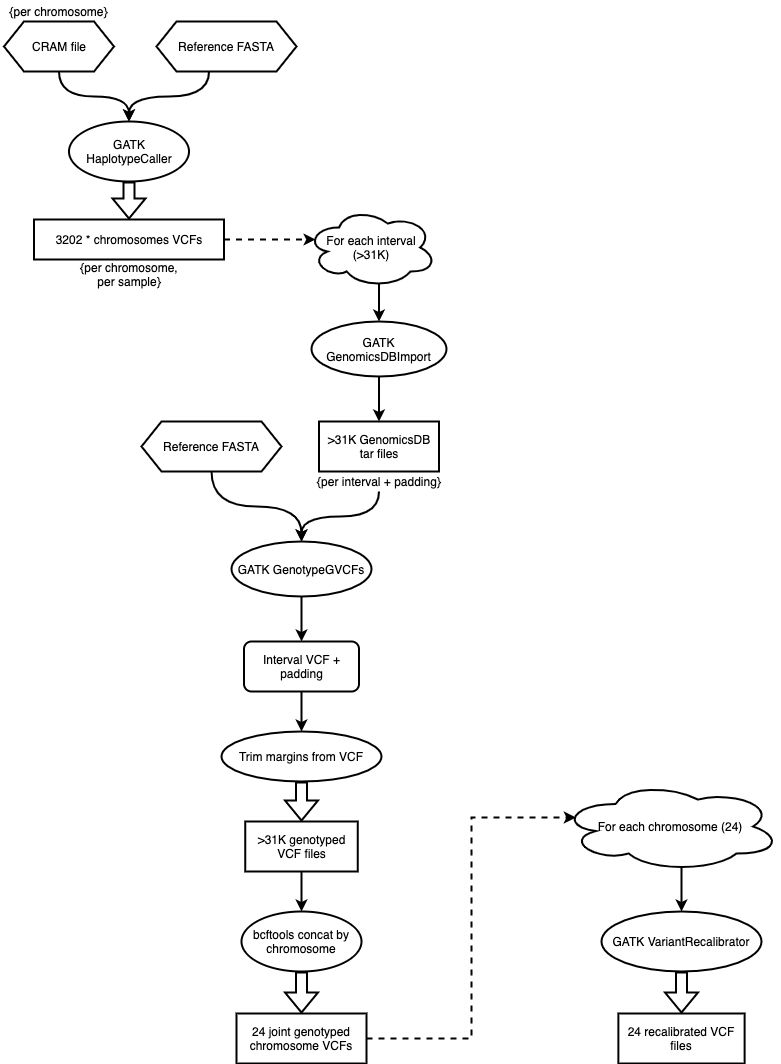 {per chromosome}
CRAM file
Reference FASTA
GATK
HaplotypeCaller
3202 * chromosomes VCFs
{per chromosome,
per sample}
For each interval
(>31K)
GATK
GenomicsDBImport
Reference FASTA
>31K GenomicsDB
tar files
{per interval + padding}
GATK GenotypeGVCFs
Interval VCF +
padding
Trim margins from VCF
>31K genotyped
VCF files
For each chromosome (24)
bcftools concat by
chromosome
GATK VariantRecalibrator
24 joint genotyped
chromosome VCFs
24 recalibrated VCF
files